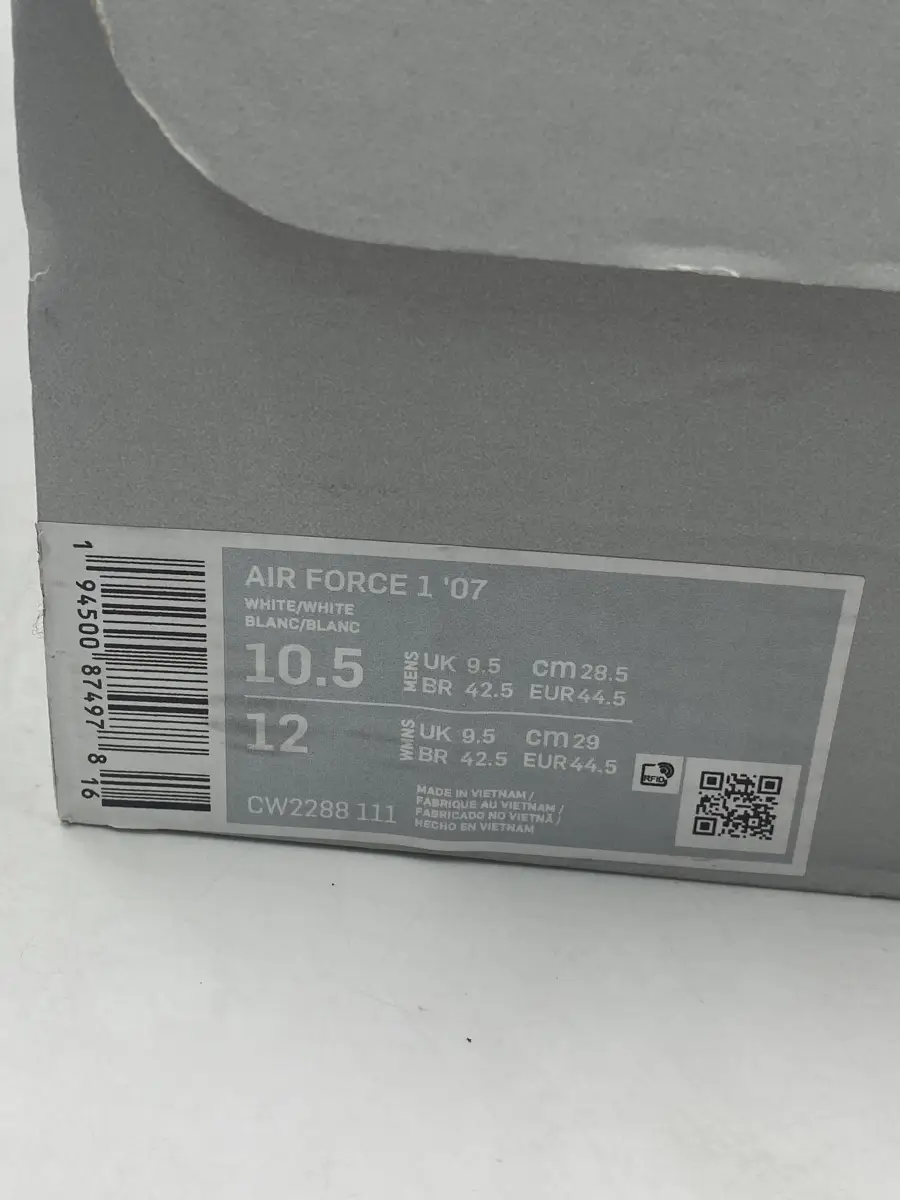 1 94500 87497 8 16
AIR FORCE 1 '07
WHITE/WHITE
BLANC/BLANC
10.5 MENS UK 9.5 cm 28.5
BR 42.5 EUR 44.5
12 WMNS UK 9.5 cm 29
BR 42.5 EUR 44.5
RFID
CW2288 111
MADE IN VIETNAM/
FABRIQUE AU VIETNAM/
FABRICADO NO VIETNÃ/
HECHO EN VIETNAM